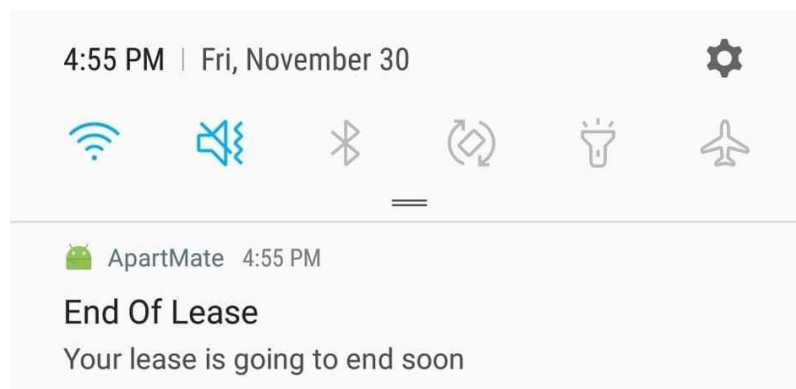 4:55 PM | Fri, November 30
ApartMate 4:55 PM
End Of Lease
Your lease is going to end soon